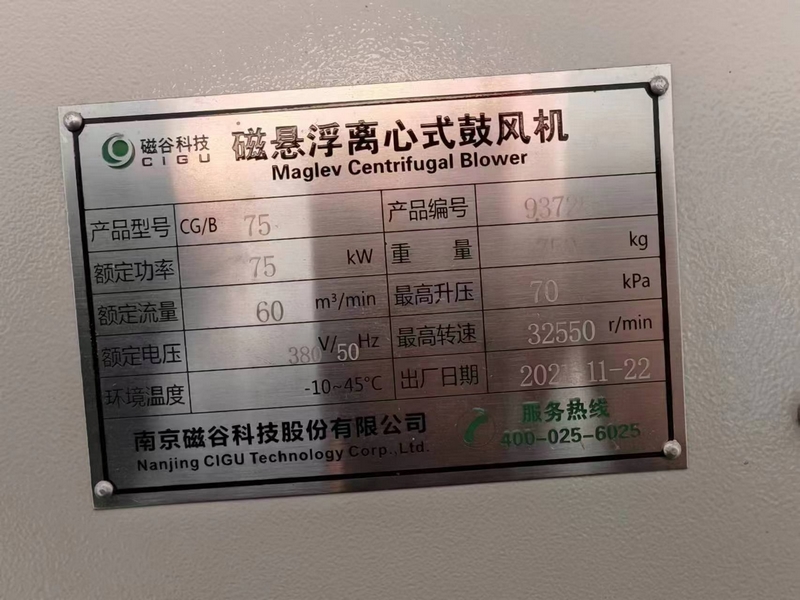 磁谷科技
CIGU
磁悬浮离心式鼓风机
Maglev Centrifugal Blower
产品型号 CG/B 75 产品编号
额定功率 75 kW 重量 kg
额定流量 60 m³/min 最高升压 70 kPa
额定电压 380 V/ 50 Hz 最高转速 32550 r/min
环境温度 -10~45℃ 出厂日期
南京磁谷科技股份有限公司 服务热线
Nanjing CIGU Technology Corp.,Ltd. 400-025-6025